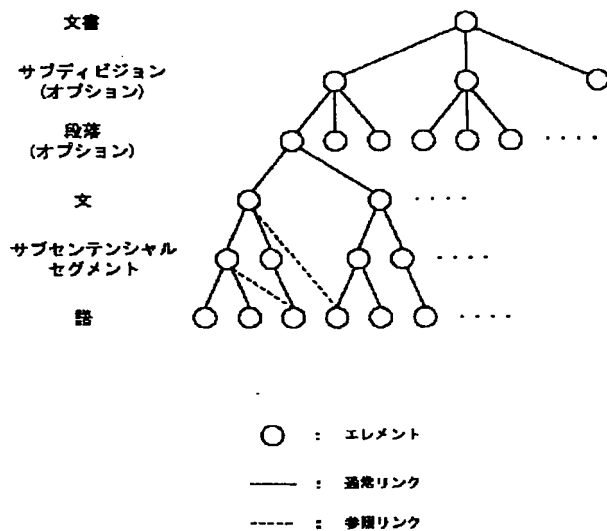 文書
サブディビジョン
(オプション)
段落
(オプション)
・・・・
文
・・・・
サブセンテンシャル
セグメント
・・・・
語
・・・・
○ : エレメント
—— : 通常リンク
------ : 参照リンク